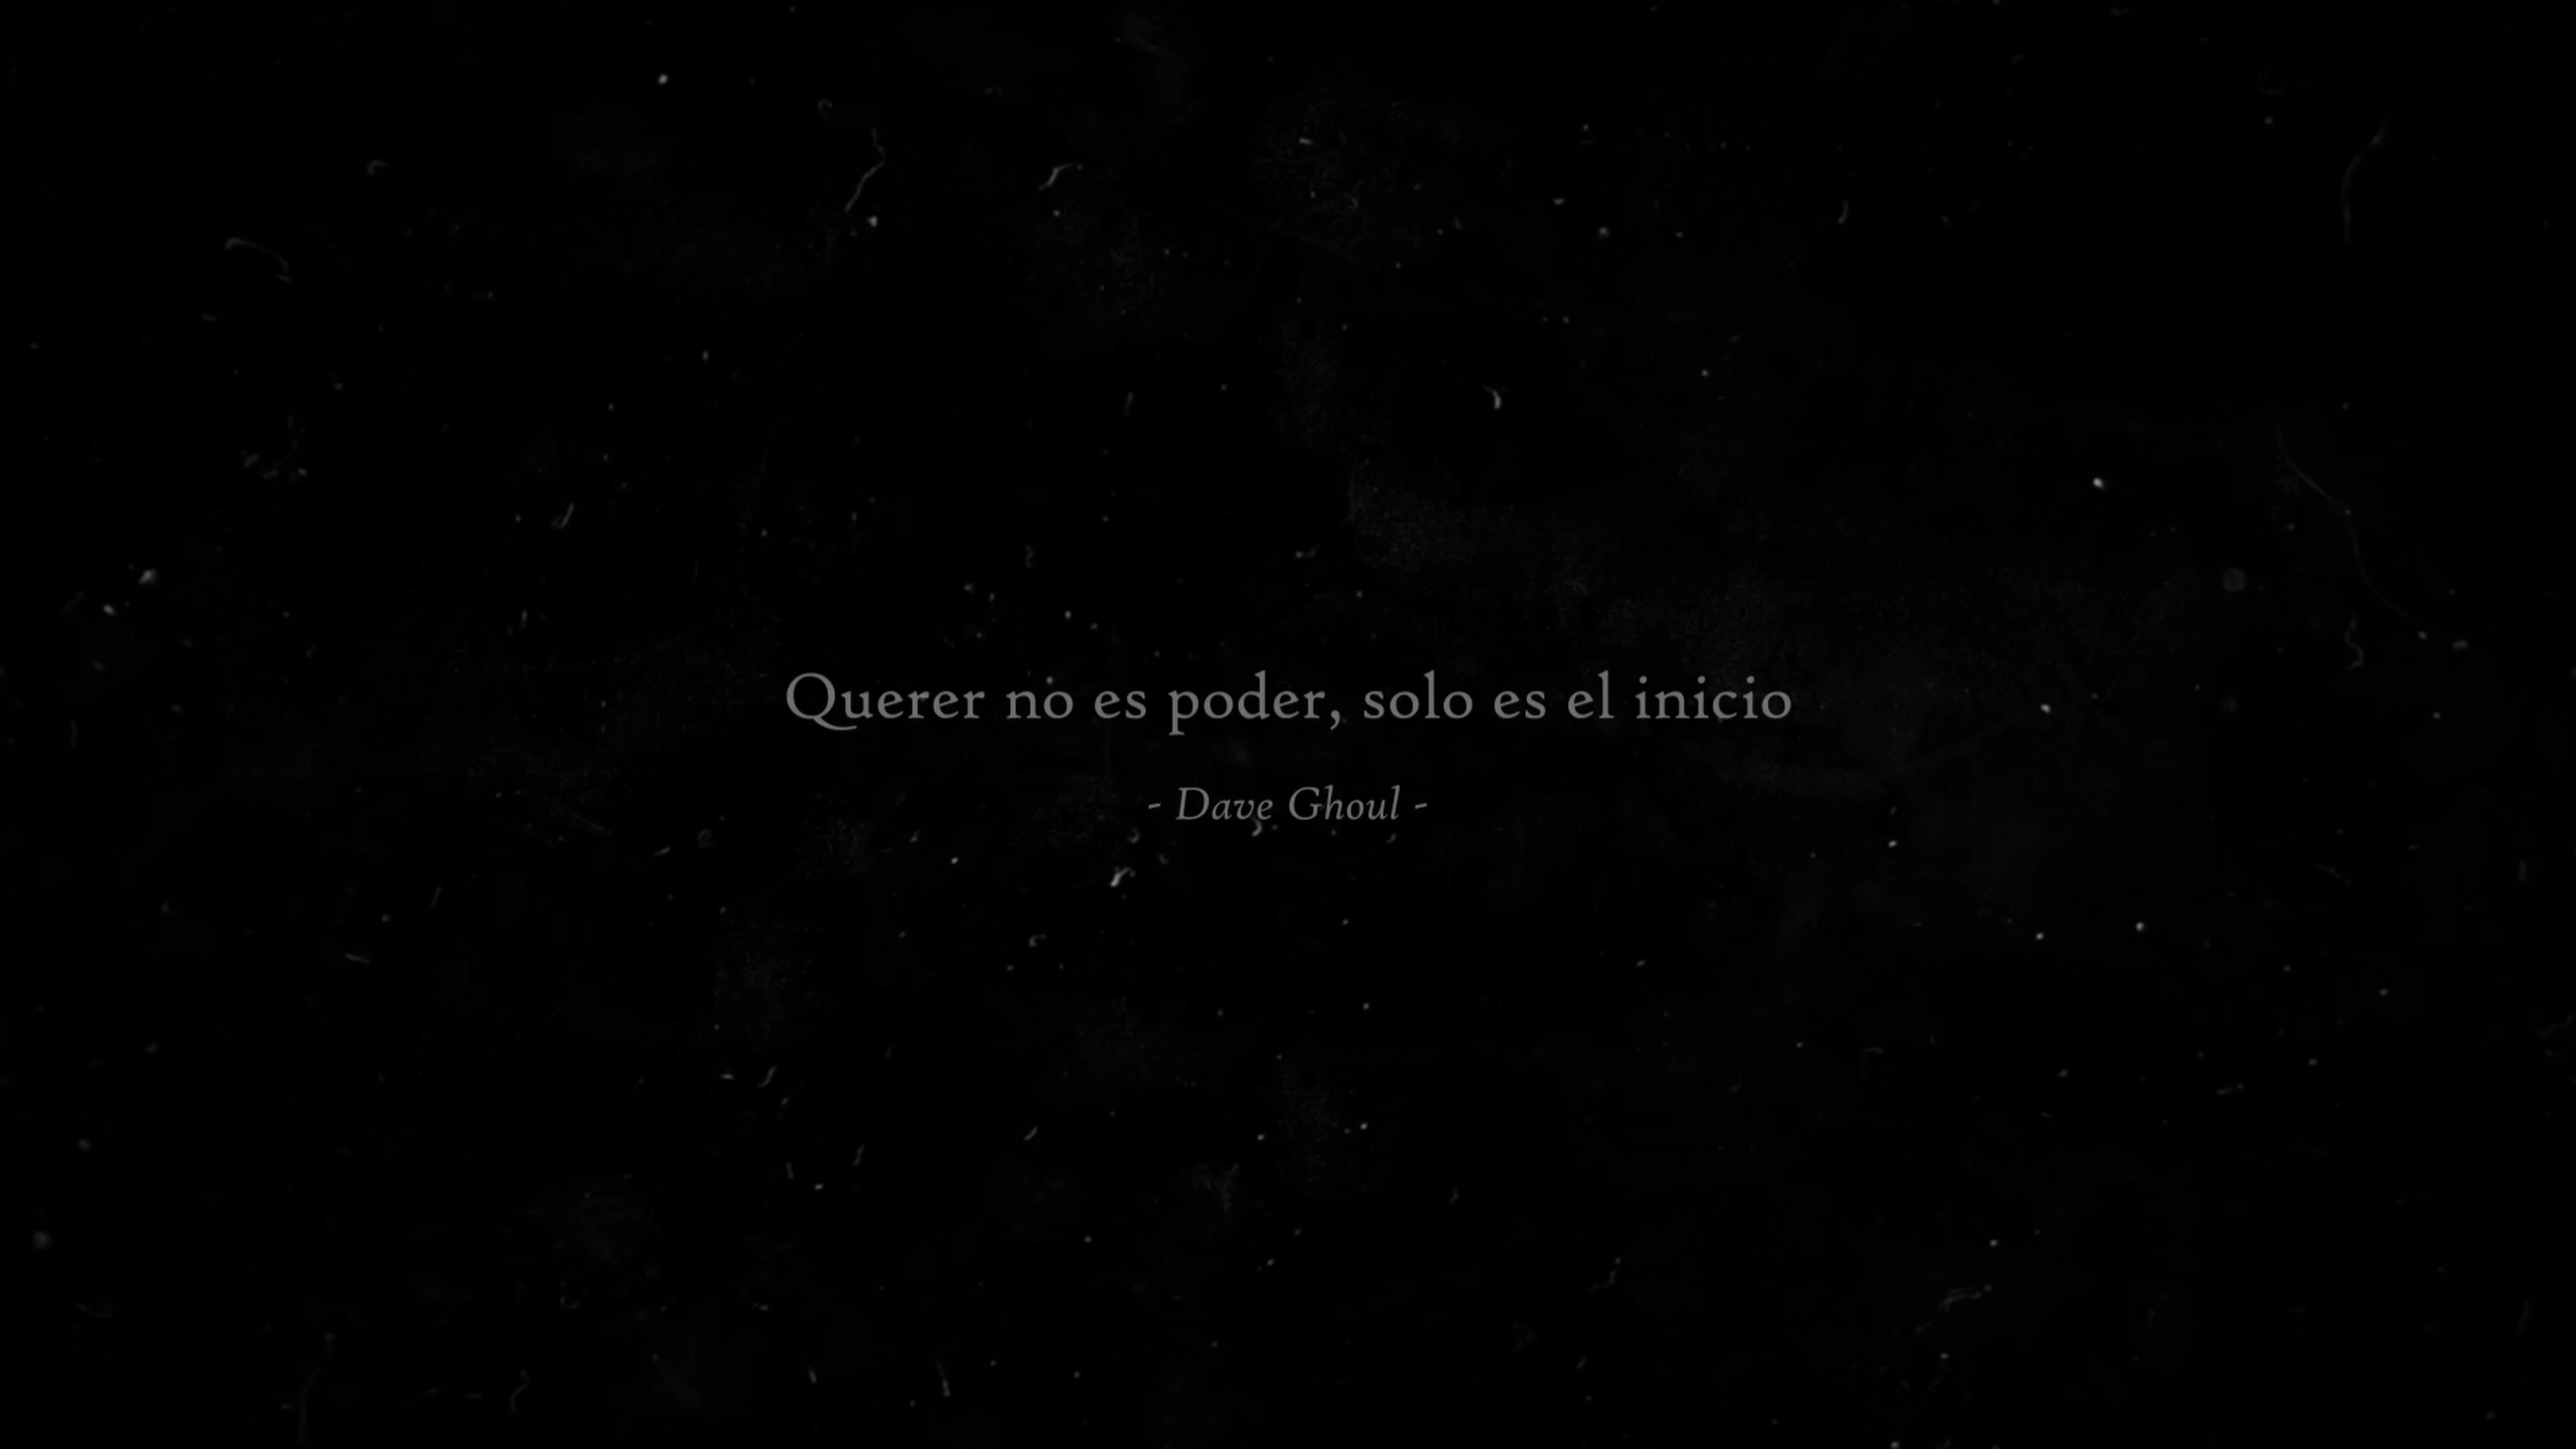 Querer no es poder, solo es el inicio
- Dave Ghoul -